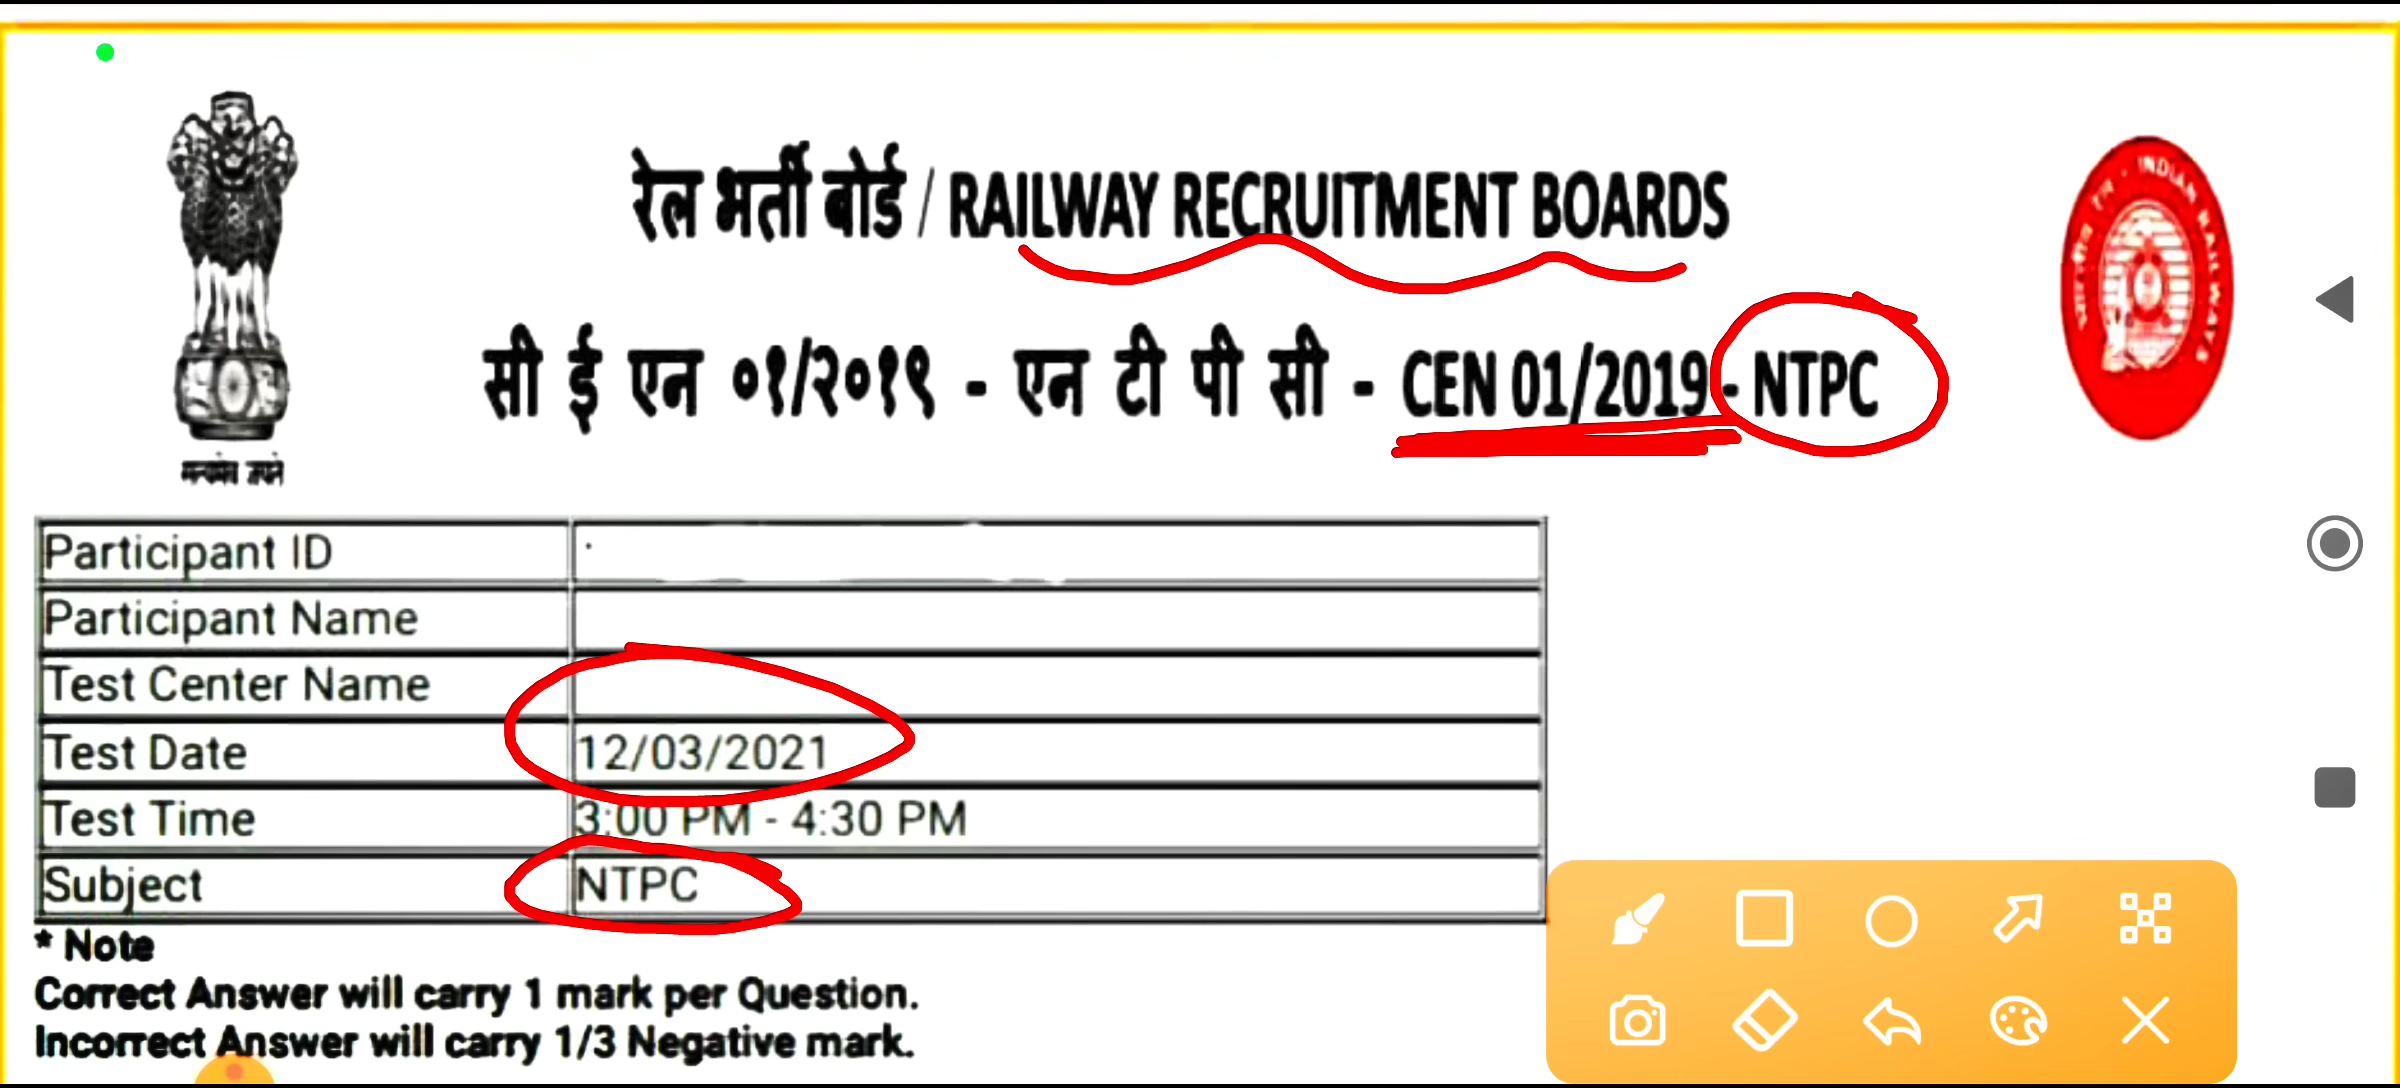 रेल भर्ती बोर्ड / RAILWAY RECRUITMENT BOARDS
सी ई एन ०१/२०१९ - एन टी पी सी - CEN 01/2019 - NTPC
INDIAN RAILWAYS
Participant ID
Participant Name
Test Center Name
Test Date 12/03/2021
Test Time 3:00 PM - 4:30 PM
Subject NTPC
* Note
Correct Answer will carry 1 mark per Question.
Incorrect Answer will carry 1/3 Negative mark.